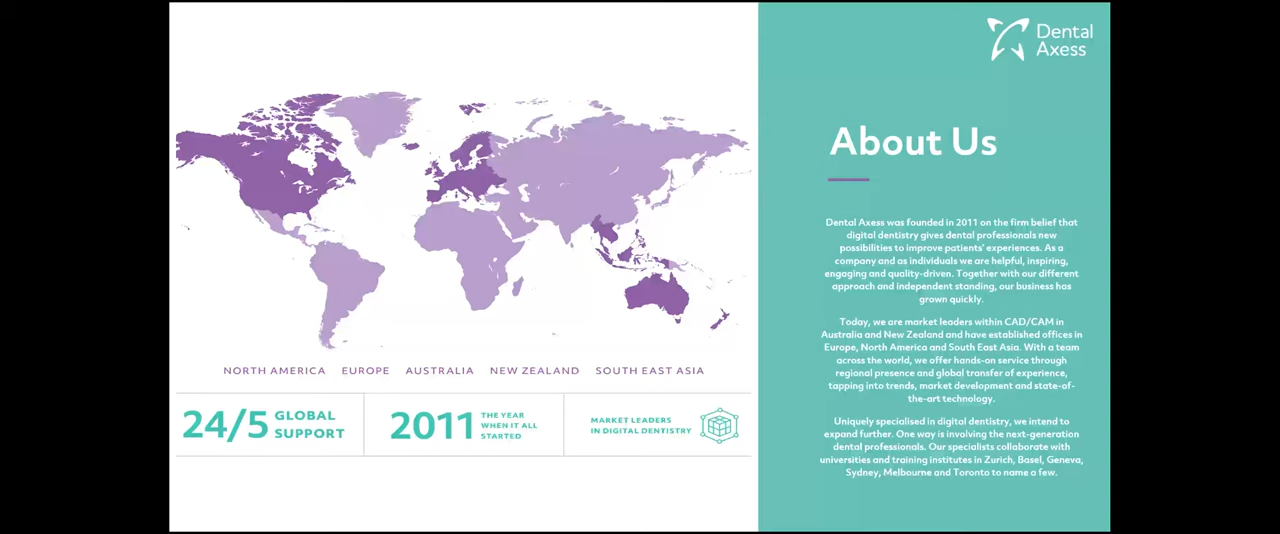 NORTH AMERICA EUROPE AUSTRALIA NEW ZEALAND SOUTH EAST ASIA
24/5 GLOBAL
SUPPORT
2011 THE YEAR
WHEN IT ALL
STARTED
MARKET LEADERS
IN DIGITAL DENTISTRY
Dental
Axess
About Us
Dental Axess was founded in 2011 on the firm belief that
digital dentistry gives dental professionals new
possibilities to improve patients' experiences. As a
company and as individuals we are helpful, inspiring,
engaging and quality-driven. Together with our different
approach and independent standing, our business has
grown quickly.
Today, we are market leaders within CAD/CAM in
Australia and New Zealand and have established offices in
Europe, North America and South East Asia. With a team
across the world, we offer hands-on service through
regional presence and global transfer of experience,
tapping into trends, market development and state-of-
the-art technology.
Uniquely specialised in digital dentistry, we intend to
expand further. One way is involving the next-generation
dental professionals. Our specialists collaborate with
universities and training institutes in Zurich, Basel, Geneva,
Sydney, Melbourne and Toronto to name a few.